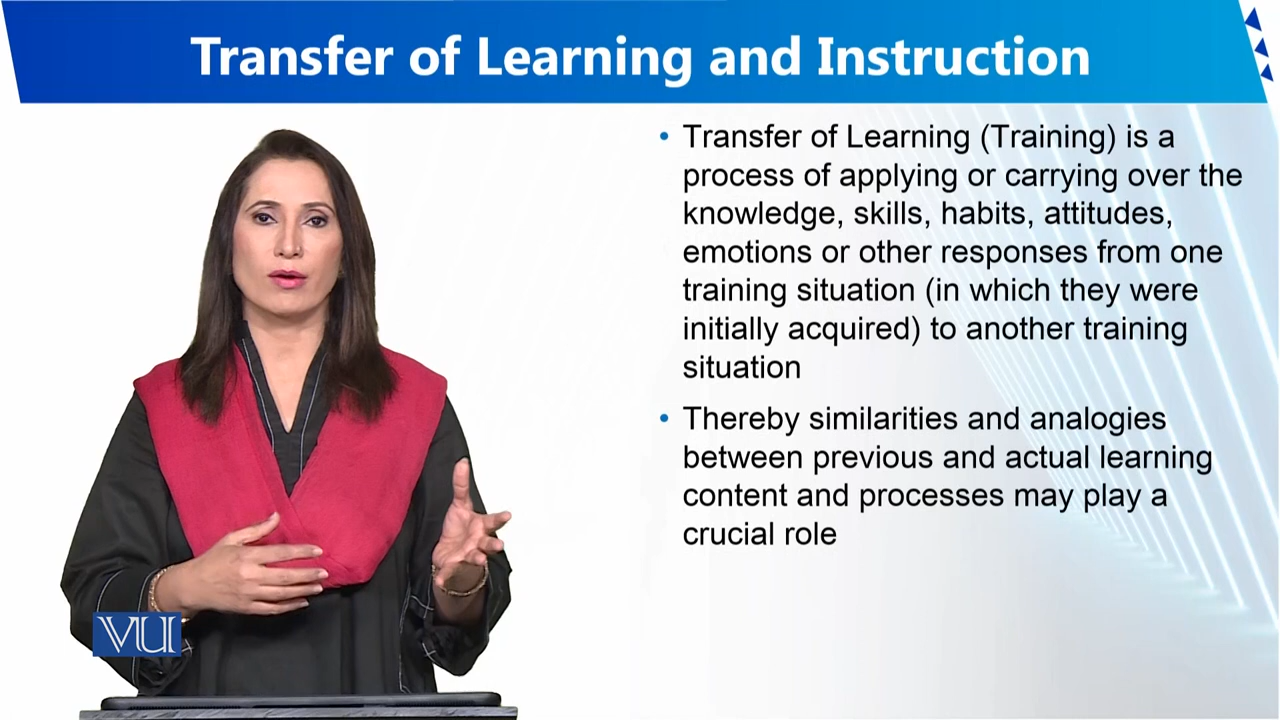 Transfer of Learning and Instruction
• Transfer of Learning (Training) is a
process of applying or carrying over the
knowledge, skills, habits, attitudes,
emotions or other responses from one
training situation (in which they were
initially acquired) to another training
situation
• Thereby similarities and analogies
between previous and actual learning
content and processes may play a
crucial role
VU